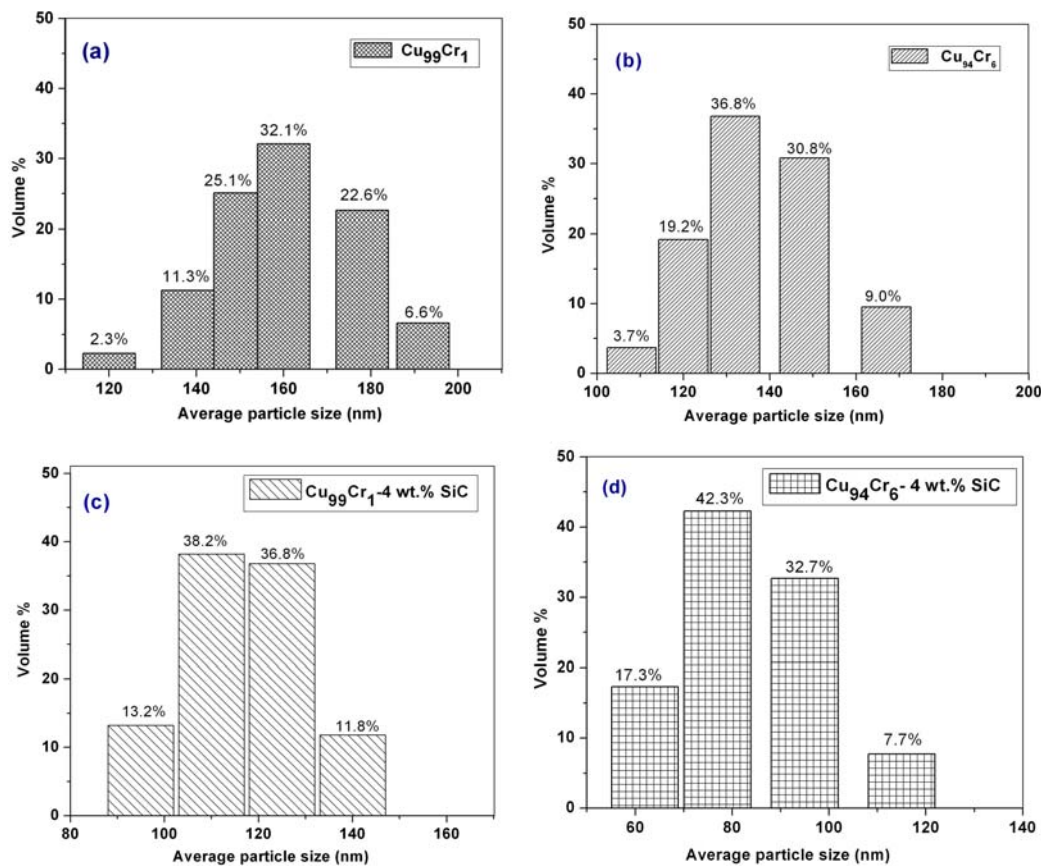 (a)
Cu99Cr1
50
40
30
20
10
0
Volume %
2.3%
11.3%
25.1%
32.1%
22.6%
6.6%
120 140 160 180 200
Average particle size (nm)
(b)
Cu94Cr6
50
40
30
20
10
0
Volume %
3.7%
19.2%
36.8%
30.8%
9.0%
100 120 140 160 180 200
Average particle size (nm)
(c)
Cu99Cr1-4 wt.% SiC
50
40
30
20
10
0
Volume %
13.2%
38.2%
36.8%
11.8%
80 100 120 140 160
Average particle size (nm)
(d)
Cu94Cr6- 4 wt.% SiC
50
40
30
20
10
0
Volume %
17.3%
42.3%
32.7%
7.7%
60 80 100 120 140
Average particle size (nm)